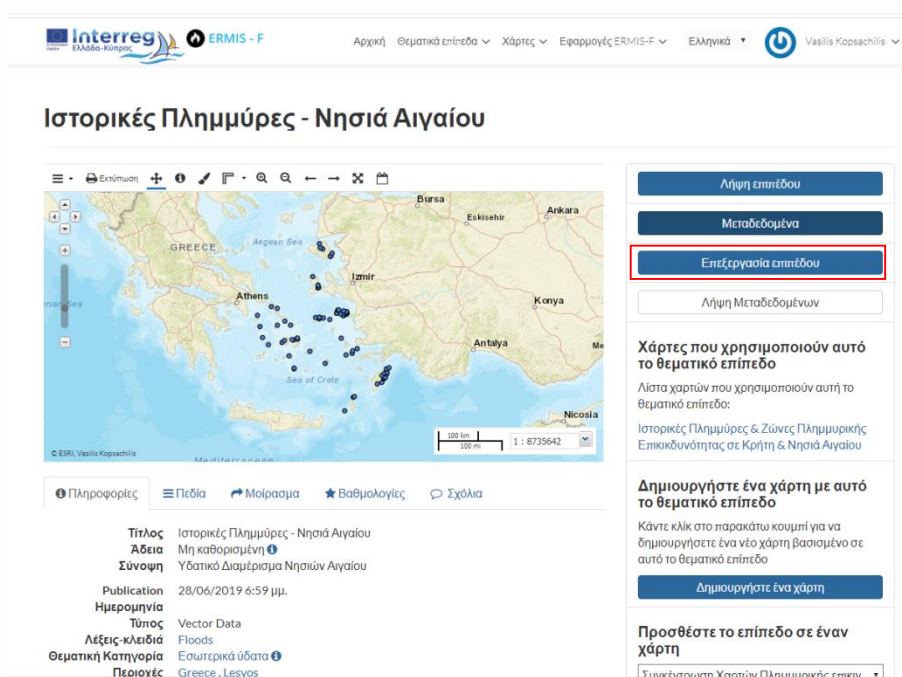 Interreg
Ελλάδα-Κύπρος
ERMIS - F
Αρχική Θεματικά επίπεδα Χάρτες Εφαρμογές ERMIS-F Ελληνικά Vasilis Kopsachilis
Ιστορικές Πλημμύρες - Νησιά Αιγαίου
Εκτύπωση
Bursa
Eskisehir
Ankara
GREECE
Aegean Sea
Izmir
Athens
Konya
Antalya
Sea of Crete
Nicosia
100 km
100 mi
1 : 8735642
© ESRI, Vasilis Kopsachilis
Mediterranean
Λήψη επιπέδου
Μεταδεδομένα
Επεξεργασία επιπέδου
Λήψη Μεταδεδομένων
Χάρτες που χρησιμοποιούν αυτό
το θεματικό επίπεδο
Λίστα χαρτών που χρησιμοποιούν αυτή το
θεματικό επίπεδο:
Ιστορικές Πλημμύρες & Ζώνες Πλημμυρικής
Επικικδυνότητας σε Κρήτη & Νησιά Αιγαίου
Δημιουργήστε ένα χάρτη με αυτό
το θεματικό επίπεδο
Κάντε κλίκ στο παρακάτω κουμπί για να
δημιουργήσετε ένα νέο χάρτη βασισμένο σε
αυτό το θεματικό επίπεδο
Δημιουργήστε ένα χάρτη
Προσθέστε το επίπεδο σε έναν
χάρτη
Συγκέντρωση Χαρτών Πλημμυρικής επικιν
Πληροφορίες Πεδία Μοίρασμα Βαθμολογίες Σχόλια
Τίτλος Ιστορικές Πλημμύρες - Νησιά Αιγαίου
Άδεια Μη καθορισμένη
Σύνοψη Υδατικό Διαμέρισμα Νησιών Αιγαίου
Publication 28/06/2019 6:59 μμ.
Ημερομηνία
Τύπος Vector Data
Λέξεις-κλειδιά Floods
Θεματική Κατηγορία Εσωτερικά ύδατα
Περιοχές Greece , Lesvos